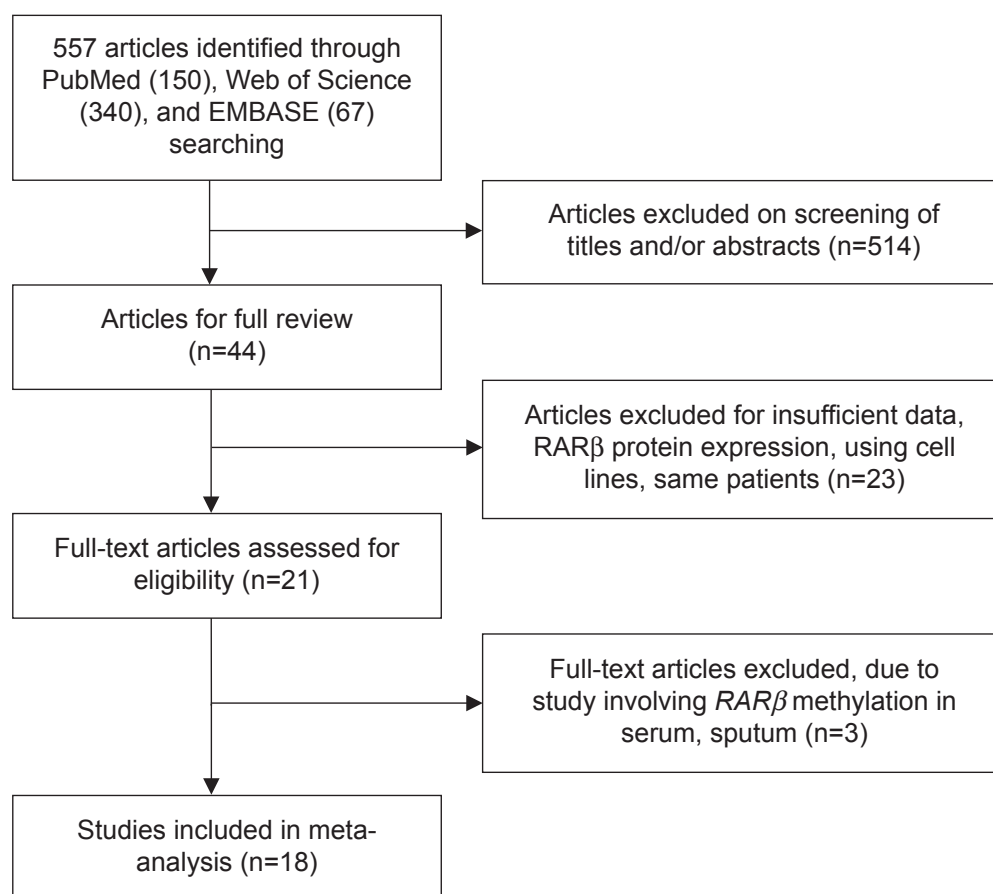 557 articles identified through
PubMed (150), Web of Science
(340), and EMBASE (67)
searching
Articles excluded on screening of
titles and/or abstracts (n=514)
Articles for full review
(n=44)
Articles excluded for insufficient data,
RARβ protein expression, using cell
lines, same patients (n=23)
Full-text articles assessed for
eligibility (n=21)
Full-text articles excluded, due to
study involving RARβ methylation in
serum, sputum (n=3)
Studies included in meta-
analysis (n=18)